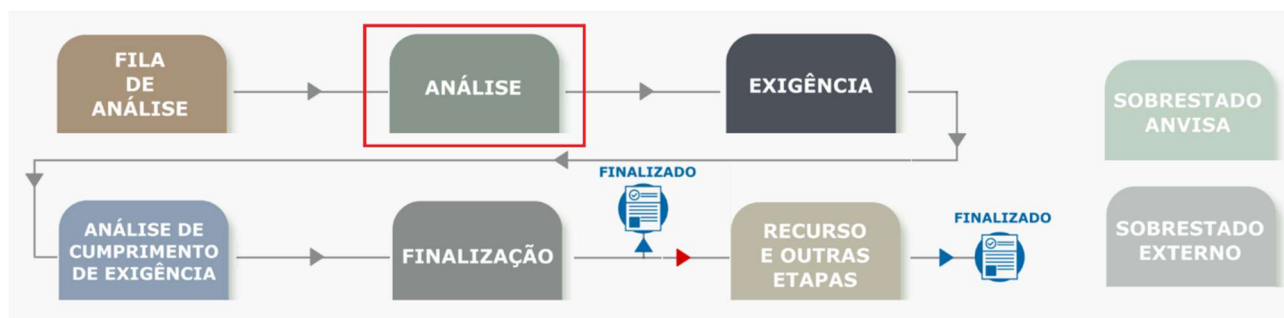 FILA
DE
ANÁLISE
ANÁLISE
EXIGÊNCIA
SOBRESTADO
ANVISA
ANÁLISE DE
CUMPRIMENTO
DE EXIGÊNCIA
FINALIZAÇÃO
FINALIZADO
RECURSO
E OUTRAS
ETAPAS
FINALIZADO
SOBRESTADO
EXTERNO